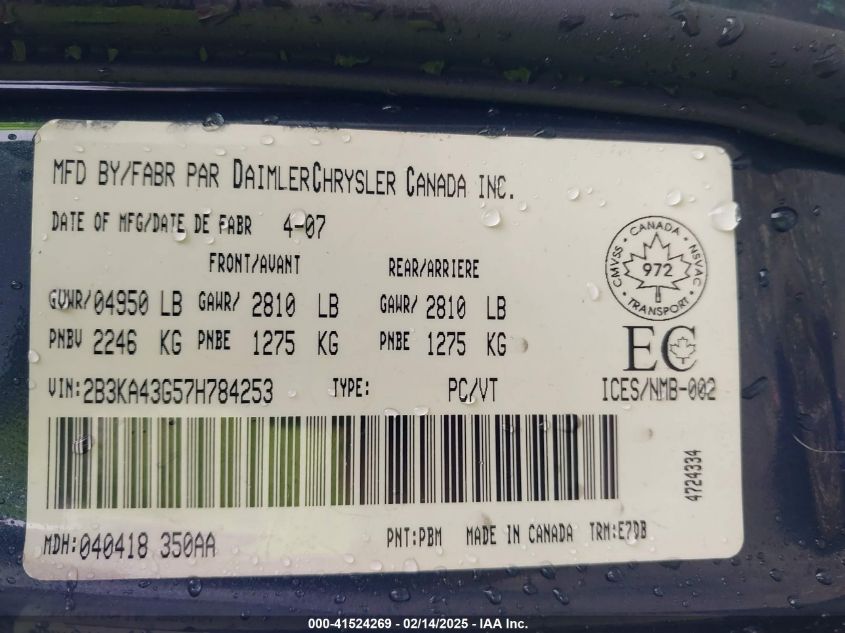 MFD BY/FABR PAR DAIMLERCHRYSLER CANADA INC.
DATE OF MFG/DATE DE FABR 4-07
FRONT/AVANT REAR/ARRIERE
GVWR/04950 LB GAWR/ 2810 LB GAWR/2810 LB
PNBV 2246 KG PNBE 1275 KG PNBE 1275 KG
VIN:2B3KA43G57H784253 TYPE: PC/VT
CMVSS • CANADA • NSVAC
972
• TRANSPORT •
EC
ICES/NMB-002
4724334
MDH:040418 350AA PNT:PBM MADE IN CANADA TRM:E7DB
000-41524269 - 02/14/2025 - IAA Inc.